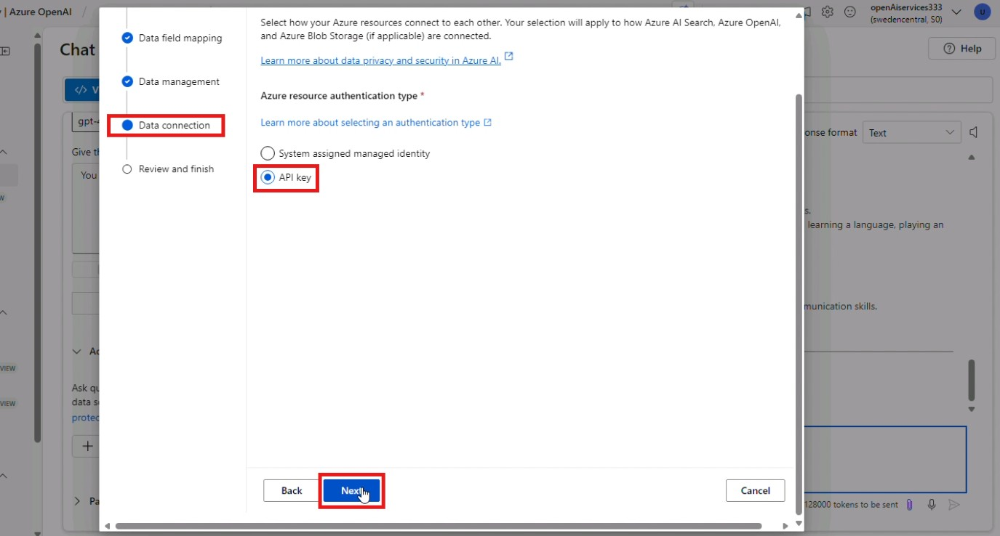 | Azure OpenAI /
openAiservices333
(swedencentral, S0)
U
Chat
Help
</> V
gpt-4
Give th
You
Data field mapping
Data management
Data connection
Review and finish
Select how your Azure resources connect to each other. Your selection will apply to how Azure AI Search, Azure OpenAI,
and Azure Blob Storage (if applicable) are connected.
Learn more about data privacy and security in Azure AI.
Azure resource authentication type *
Learn more about selecting an authentication type
System assigned managed identity
API key
onse format
Text
s.
learning a language, playing an
munication skills.
VIEW
VIEW
Ask qu
data s
protec
Pa
Back
Next
Cancel
128000 tokens to be sent